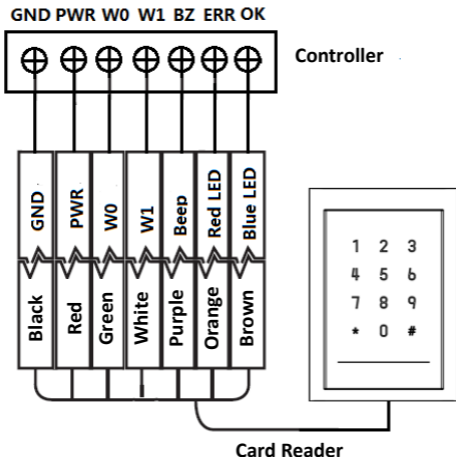 GND PWR W0 W1 BZ ERR OK
Controller
GND PWR W0 W1 Beep Red LED Blue LED
Black Red Green White Purple Orange Brown
1 2 3
4 5 6
7 8 9
* 0 #
Card Reader